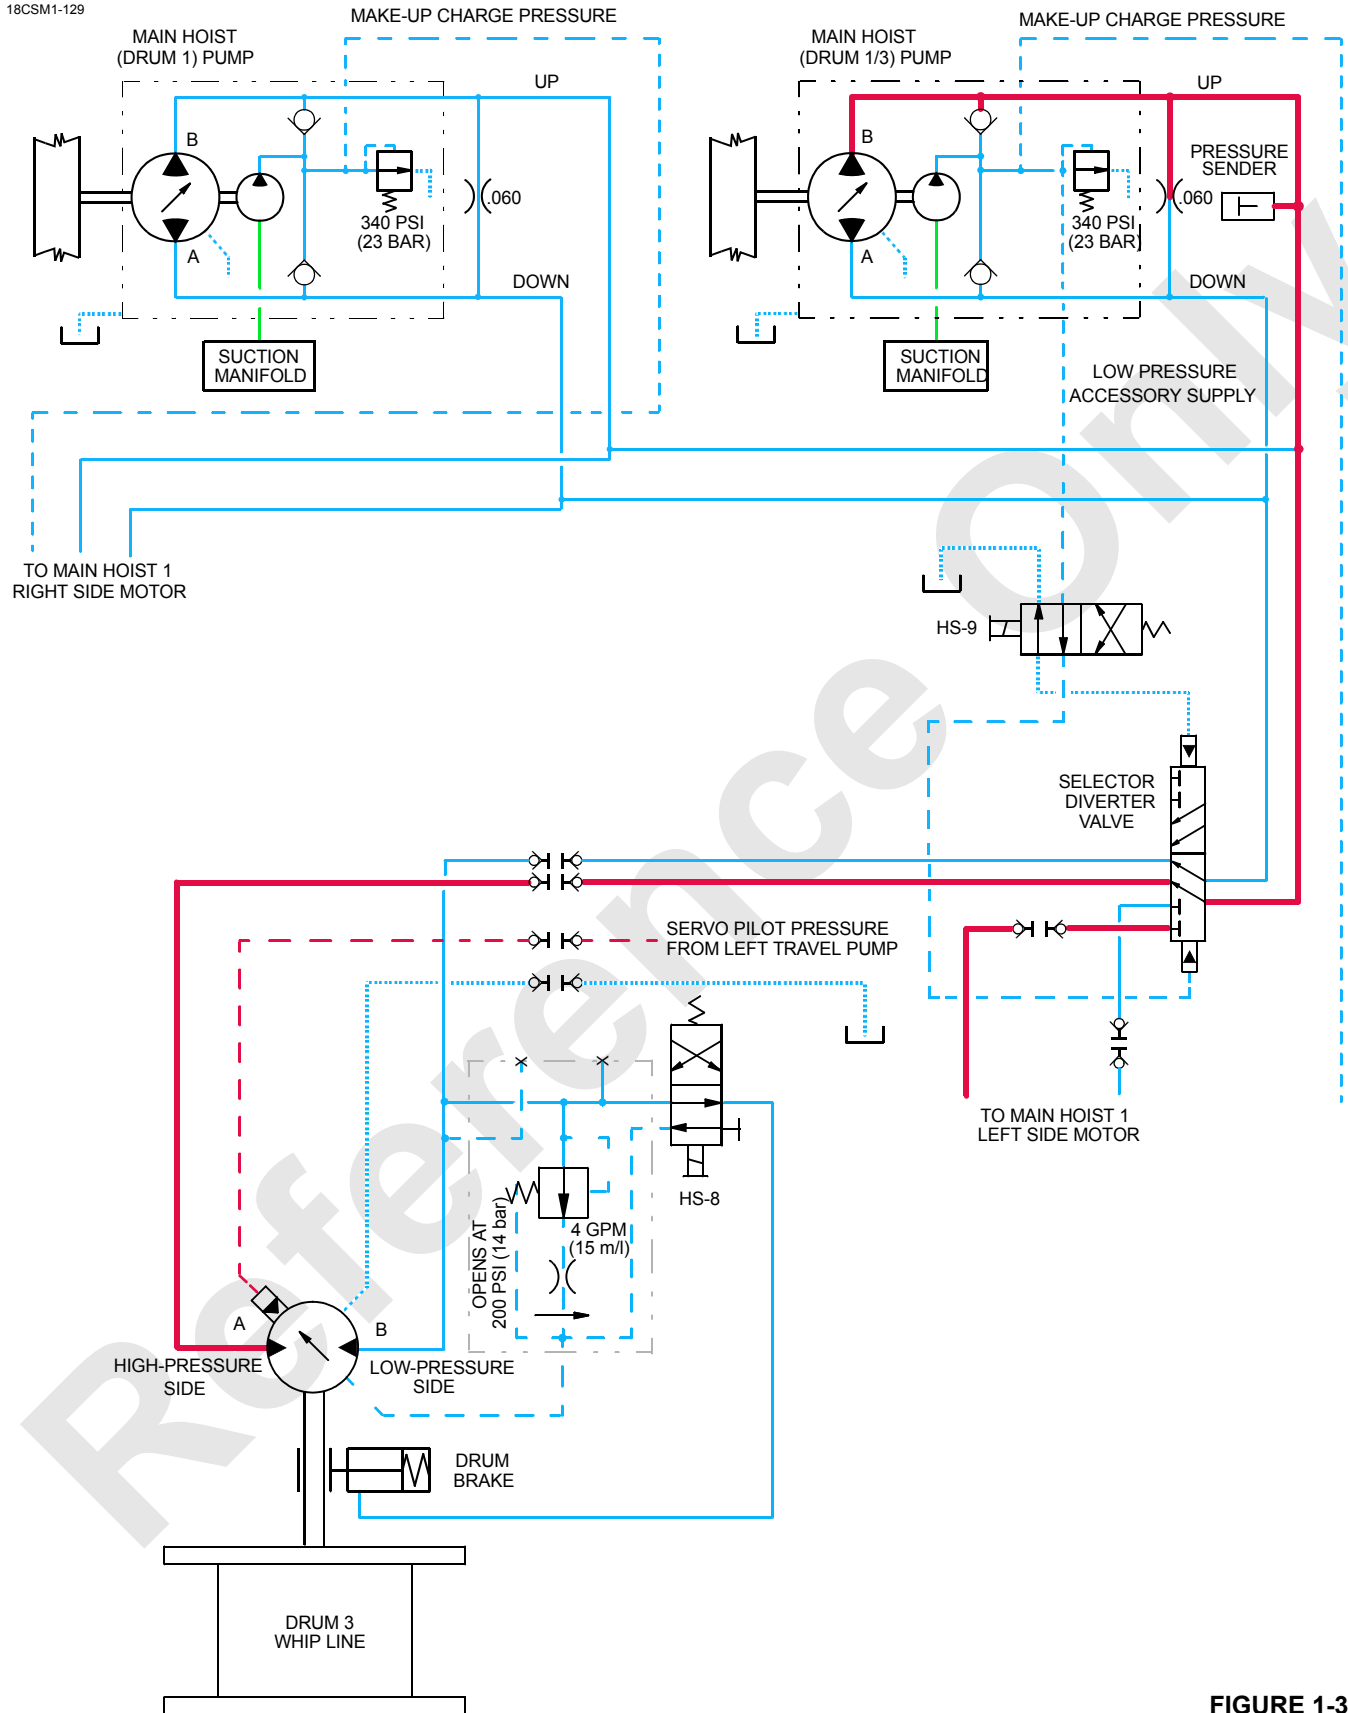 18CSM1-129
MAKE-UP CHARGE PRESSURE
MAKE-UP CHARGE PRESSURE
MAIN HOIST
(DRUM 1) PUMP
MAIN HOIST
(DRUM 1/3) PUMP
UP
UP
B
B
PRESSURE
SENDER
.060
.060
340 PSI
(23 BAR)
340 PSI
(23 BAR)
A
A
DOWN
DOWN
SUCTION
MANIFOLD
SUCTION
MANIFOLD
LOW PRESSURE
ACCESSORY SUPPLY
TO MAIN HOIST 1
RIGHT SIDE MOTOR
HS-9
SELECTOR
DIVERTER
VALVE
SERVO PILOT PRESSURE
FROM LEFT TRAVEL PUMP
TO MAIN HOIST 1
LEFT SIDE MOTOR
HS-8
OPENS AT
200 PSI (14 bar)
4 GPM
(15 m/l)
A
B
HIGH-PRESSURE
SIDE
LOW-PRESSURE
SIDE
DRUM
BRAKE
DRUM 3
WHIP LINE
FIGURE 1-3
Reference Only